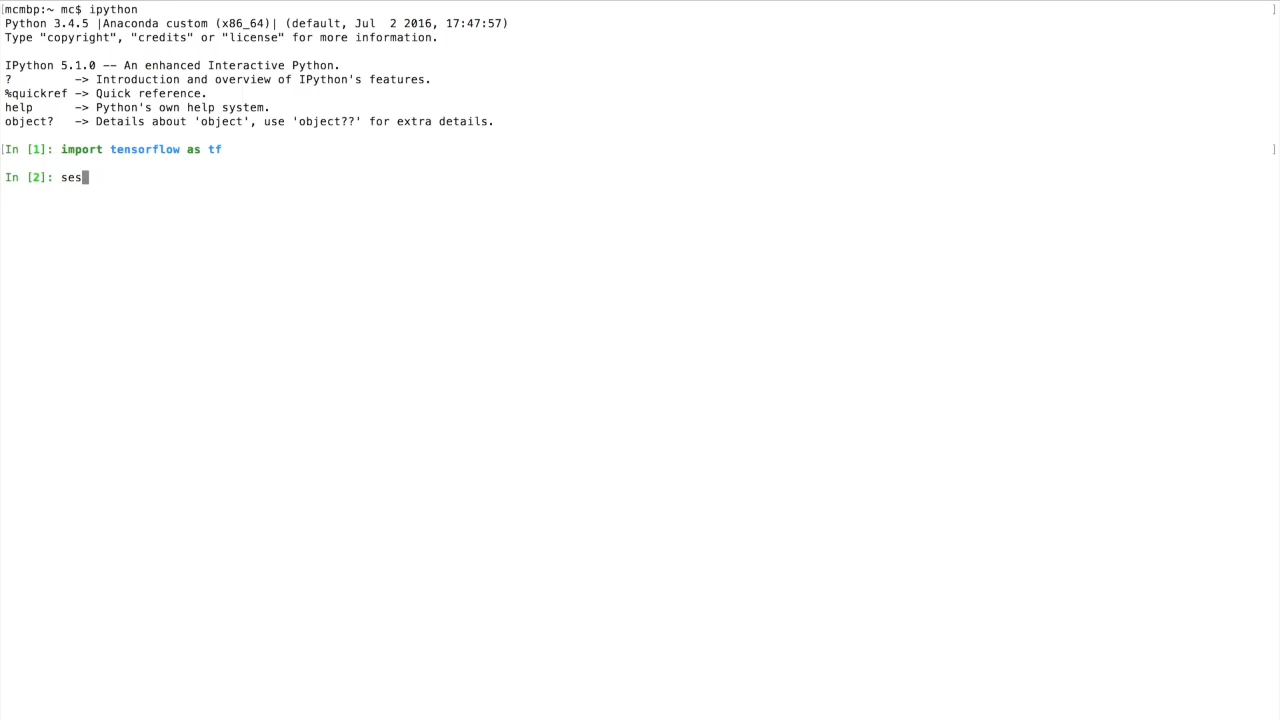 mcmbp:~ mc$ ipython
Python 3.4.5 |Anaconda custom (x86_64)| (default, Jul  2 2016, 17:47:57)
Type "copyright", "credits" or "license" for more information.
IPython 5.1.0 -- An enhanced Interactive Python.
?         -> Introduction and overview of IPython's features.
%quickref -> Quick reference.
help      -> Python's own help system.
object?   -> Details about 'object', use 'object??' for extra details.
In [1]: import tensorflow as tf
In [2]: ses